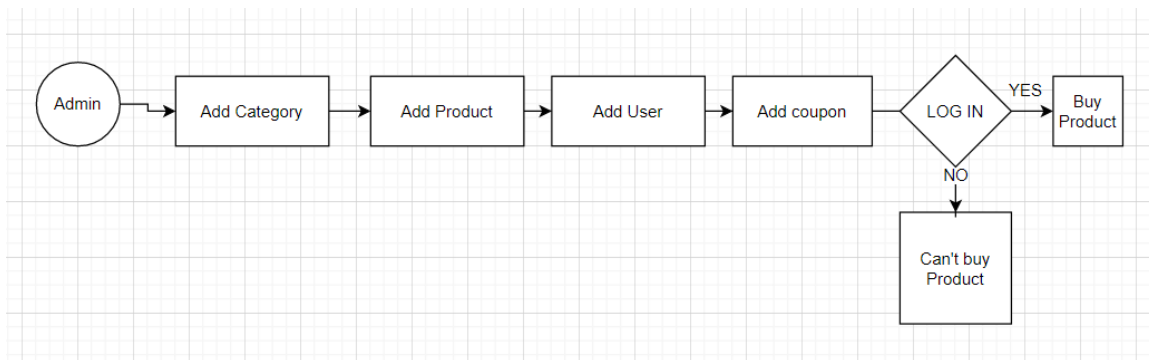 Admin
Add Category
Add Product
Add User
Add coupon
LOG IN
YES
Buy
Product
NO
Can't buy
Product